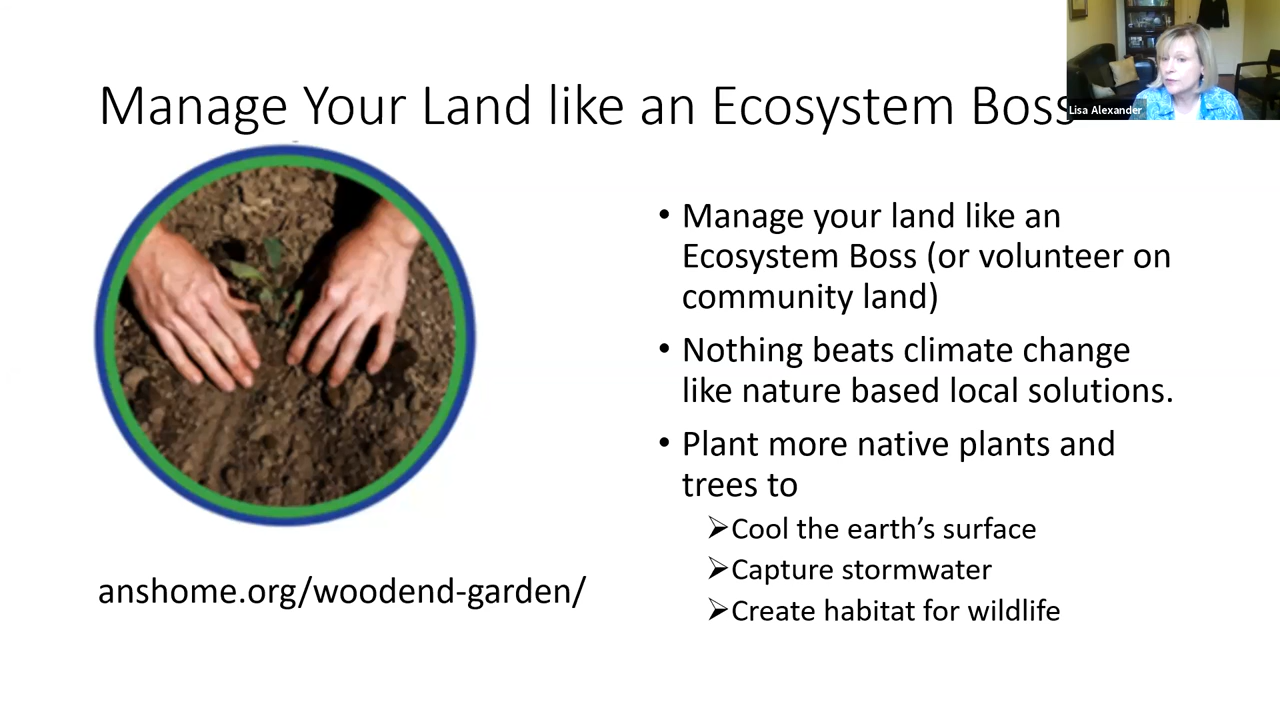 Manage Your Land like an Ecosystem Boss
Lisa Alexander
• Manage your land like an
Ecosystem Boss (or volunteer on
community land)
• Nothing beats climate change
like nature based local solutions.
• Plant more native plants and
trees to
➢Cool the earth’s surface
➢Capture stormwater
➢Create habitat for wildlife
anshome.org/woodend-garden/